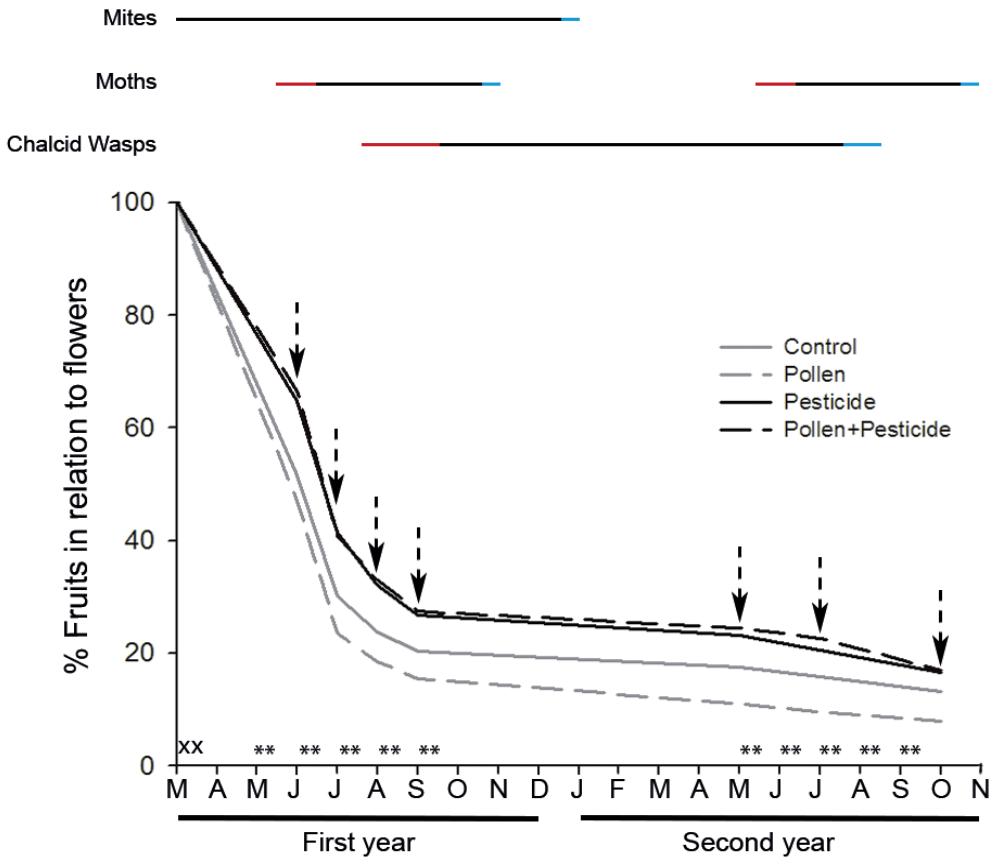 Mites
Moths
Chalcid Wasps
% Fruits in relation to flowers
100
80
60
40
20
0
Control
Pollen
Pesticide
Pollen+Pesticide
xx ** ** ** ** ** ** ** ** ** **
M A M J J A S O N D J F M A M J J A S O N
First year Second year